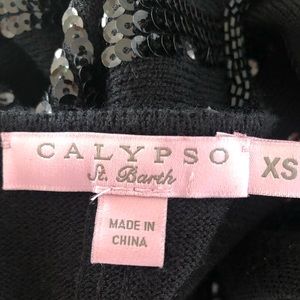 CALYPSO
St. Barth
XS
MADE IN
CHINA